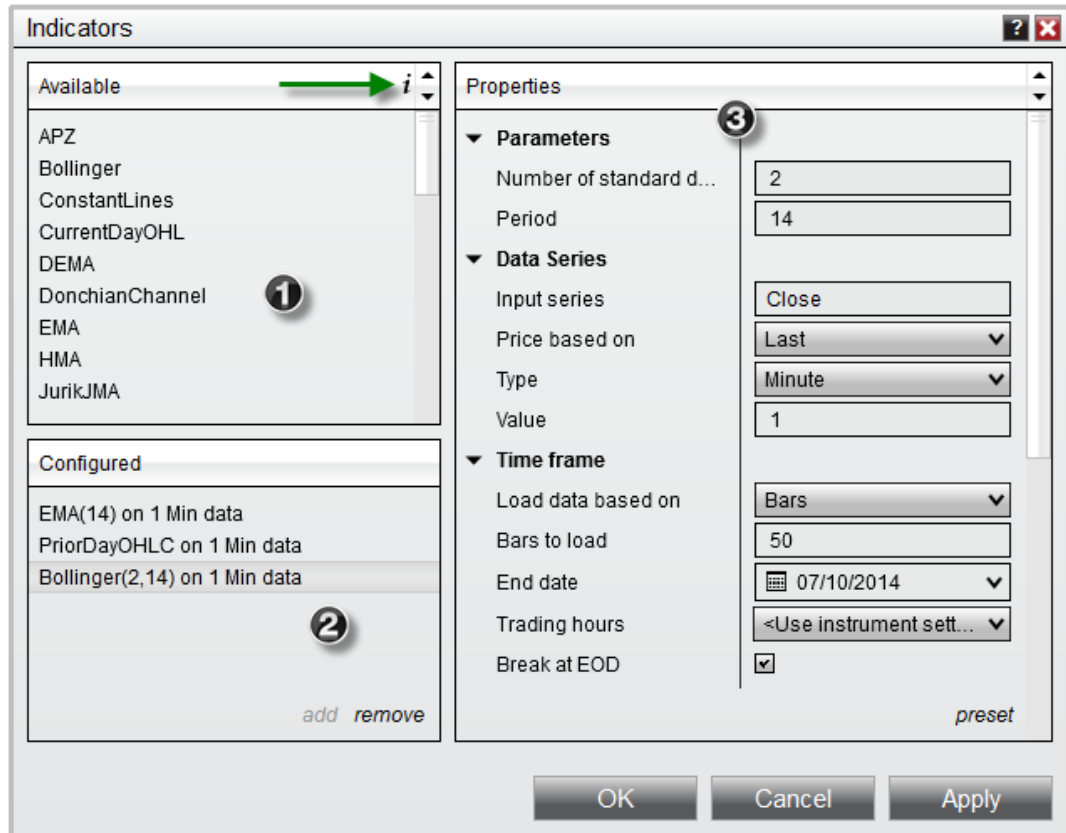 Indicators
?
Available i
APZ
Bollinger
ConstantLines
CurrentDayOHL
DEMA
DonchianChannel
EMA
HMA
JurikJMA
1
Configured
EMA(14) on 1 Min data
PriorDayOHLC on 1 Min data
Bollinger(2,14) on 1 Min data
2
add remove
Properties
3
Parameters
Number of standard d... 2
Period 14
Data Series
Input series Close
Price based on Last
Type Minute
Value 1
Time frame
Load data based on Bars
Bars to load 50
End date 07/10/2014
Trading hours <Use instrument sett...
Break at EOD
preset
OK Cancel Apply